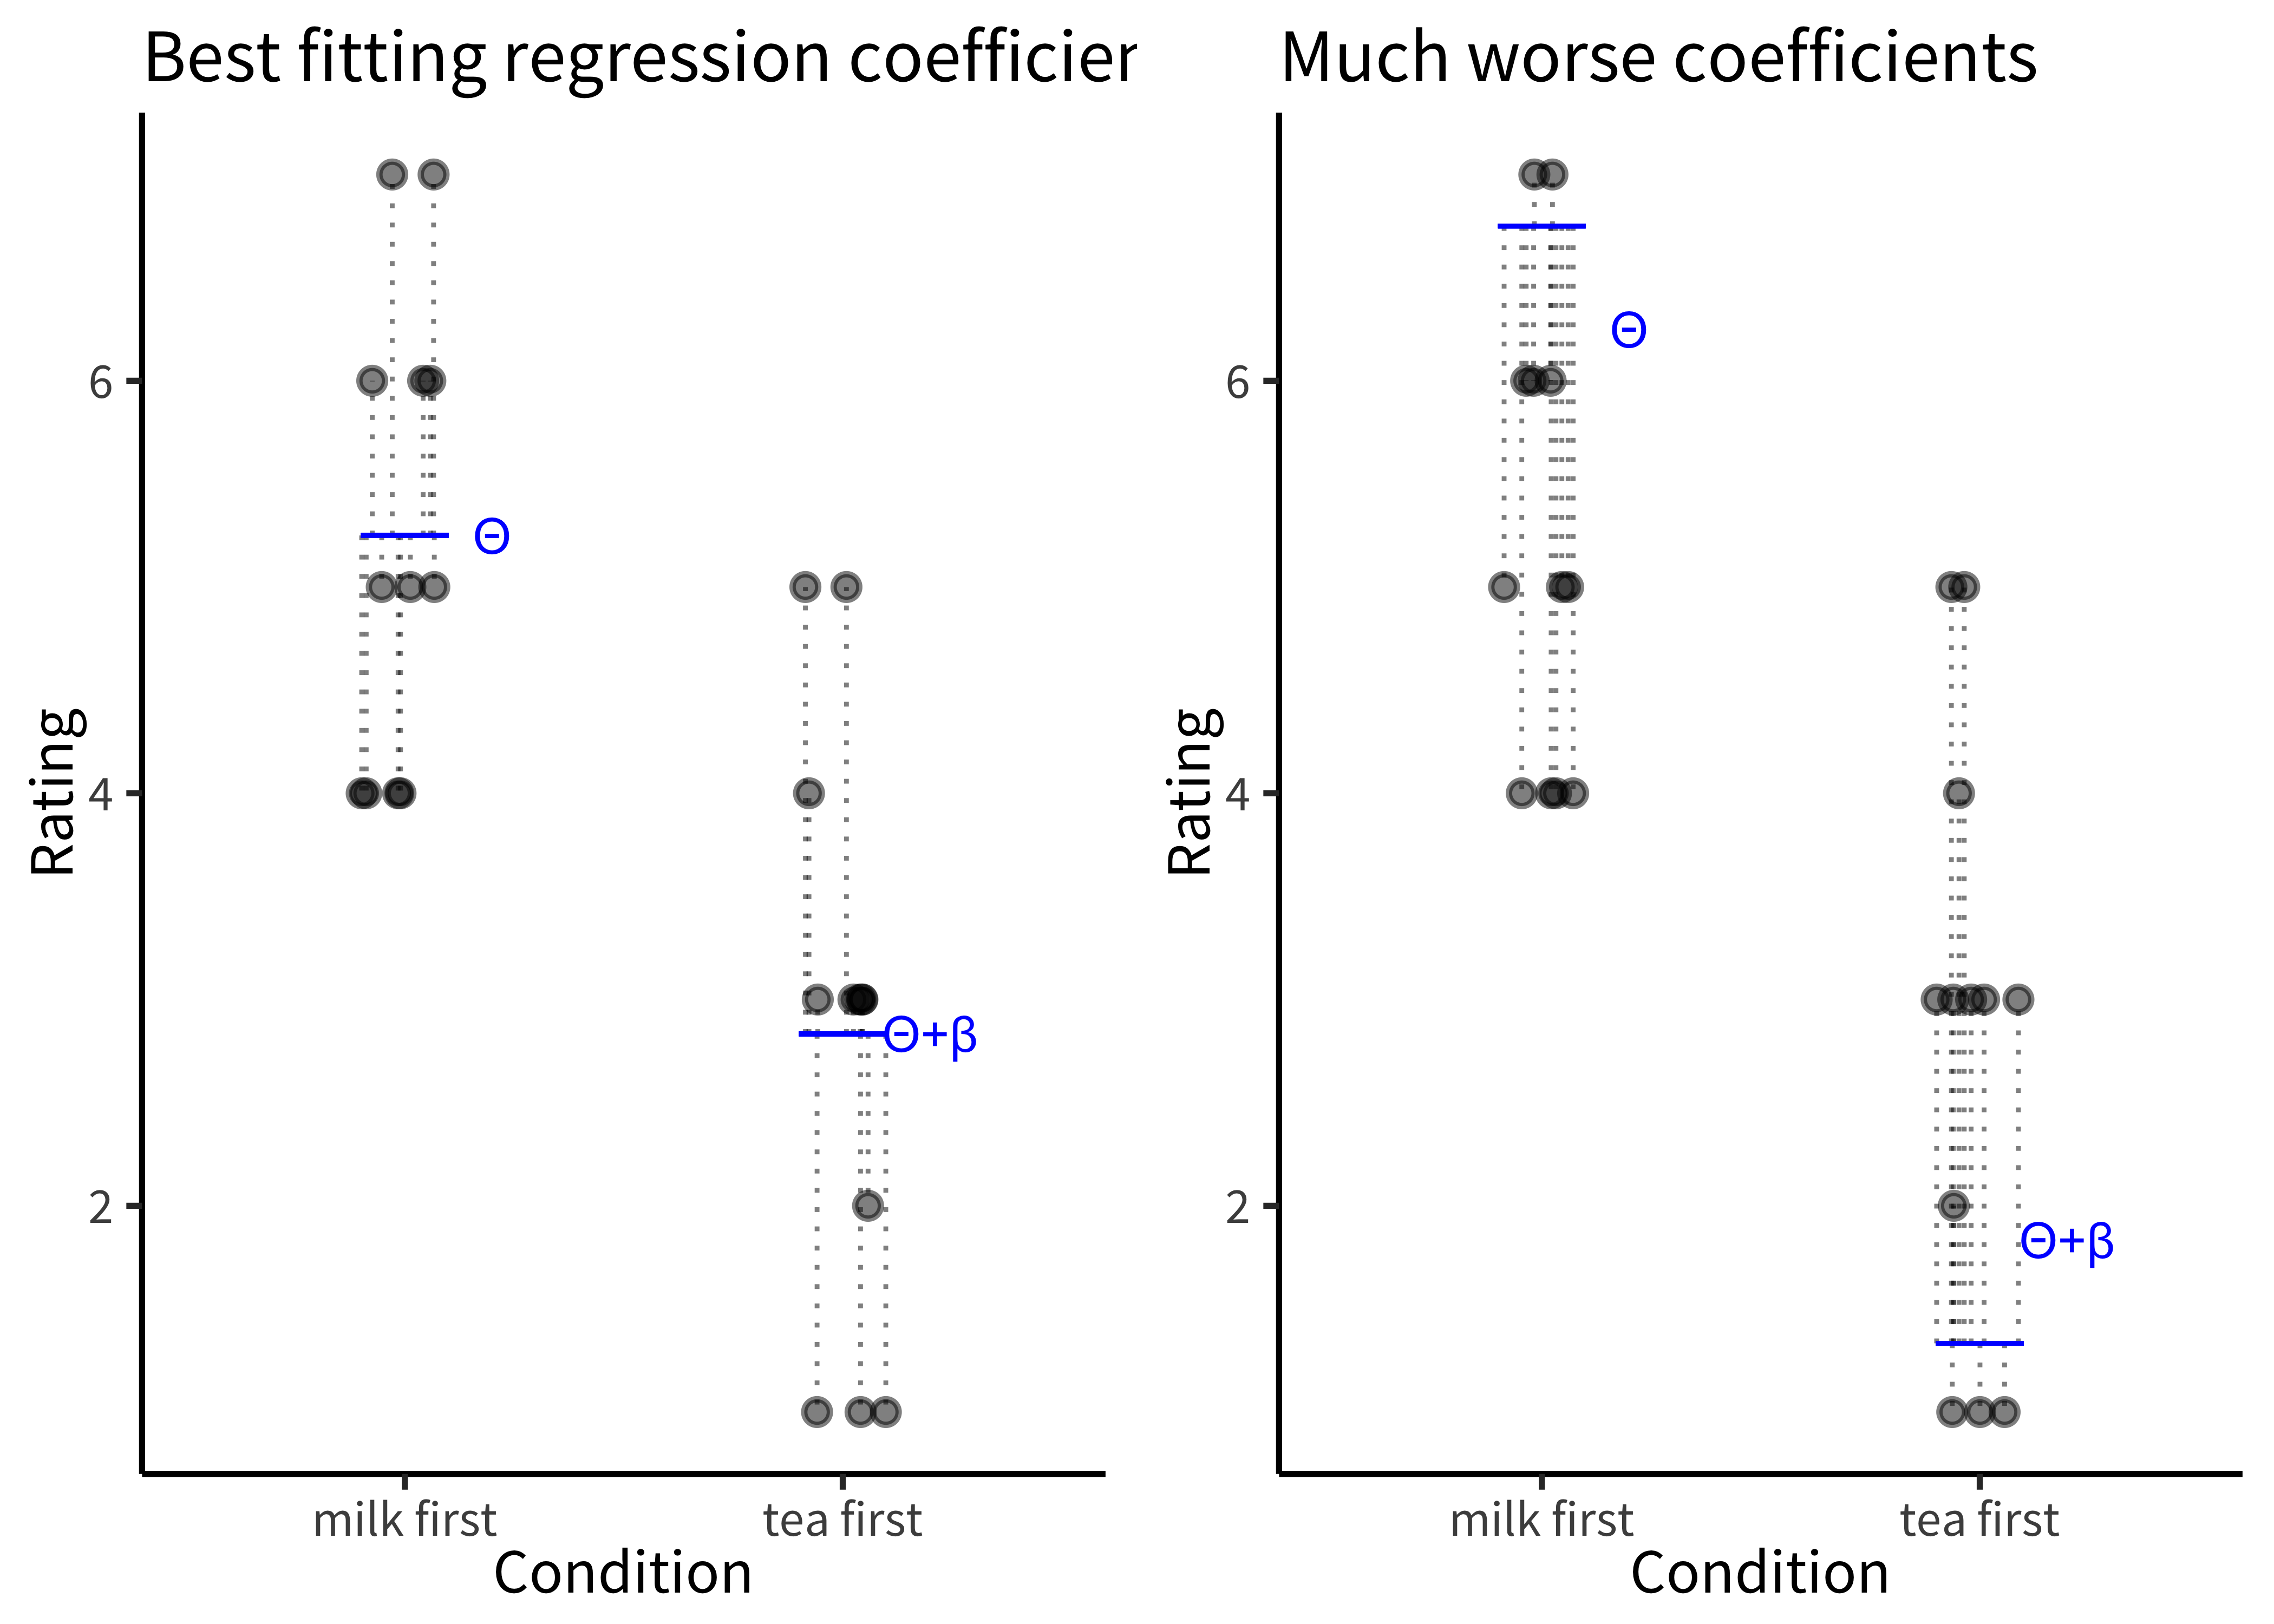 Best fitting regression coefficier
Rating
6
4
2
Θ
Θ+β
milk first
tea first
Condition
Much worse coefficients
Rating
6
4
2
Θ
Θ+β
milk first
tea first
Condition